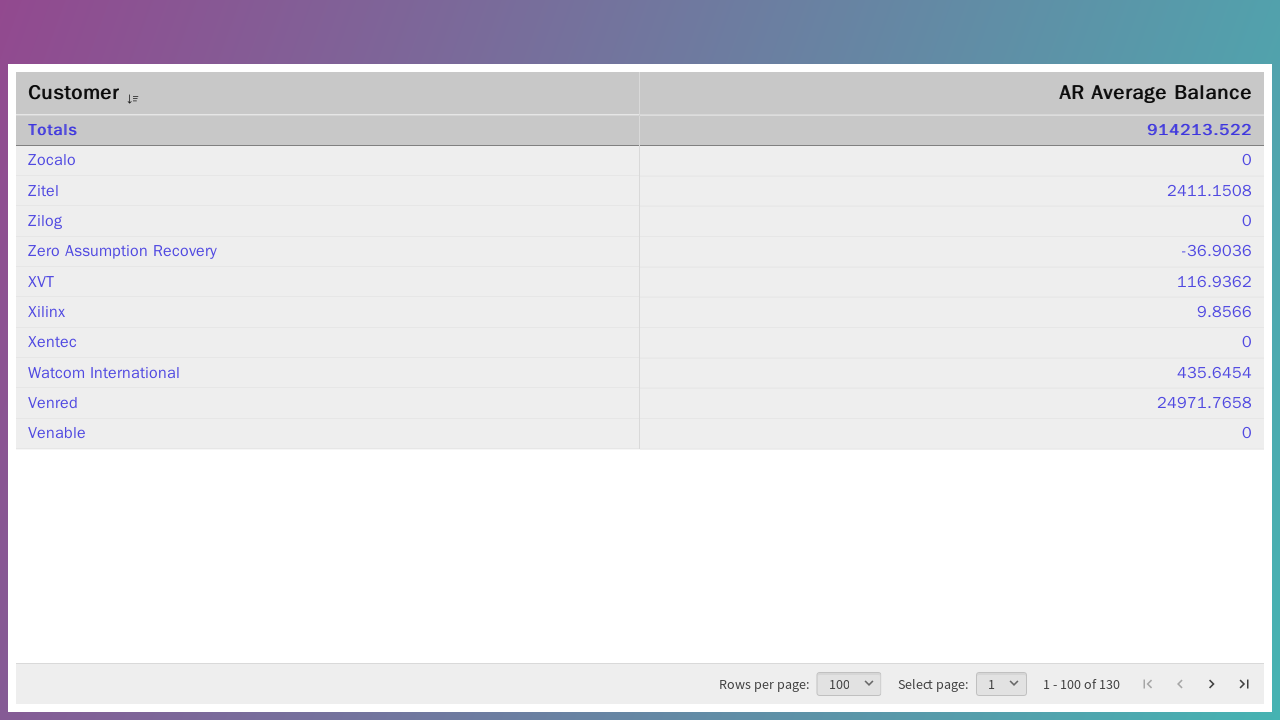 Customer AR Average Balance
Totals 914213.522
Zocalo 0
Zitel 2411.1508
Zilog 0
Zero Assumption Recovery -36.9036
XVT 116.9362
Xilinx 9.8566
Xentec 0
Watcom International 435.6454
Venred 24971.7658
Venable 0
Rows per page: 100 Select page: 1 1 - 100 of 130